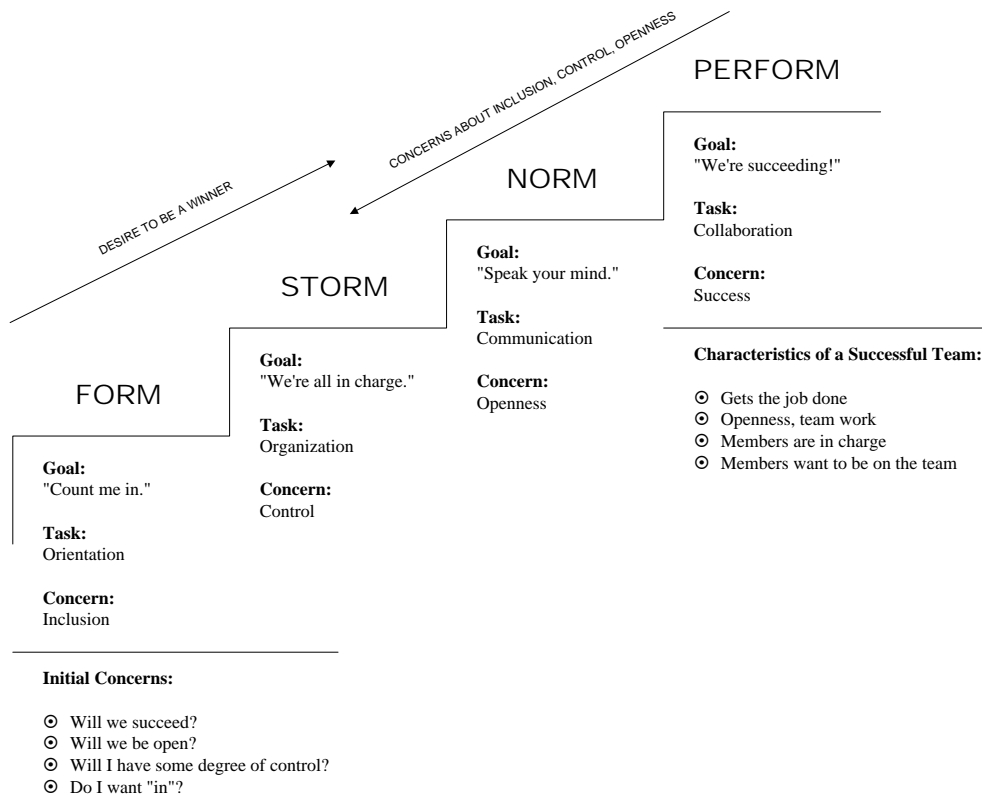 DESIRE TO BE A WINNER
CONCERNS ABOUT INCLUSION, CONTROL, OPENNESS
FORM
Goal:
"Count me in."
Task:
Orientation
Concern:
Inclusion
Initial Concerns:
Will we succeed?
Will we be open?
Will I have some degree of control?
Do I want "in"?
STORM
Goal:
"We're all in charge."
Task:
Organization
Concern:
Control
NORM
Goal:
"Speak your mind."
Task:
Communication
Concern:
Openness
PERFORM
Goal:
"We're succeeding!"
Task:
Collaboration
Concern:
Success
Characteristics of a Successful Team:
Gets the job done
Openness, team work
Members are in charge
Members want to be on the team